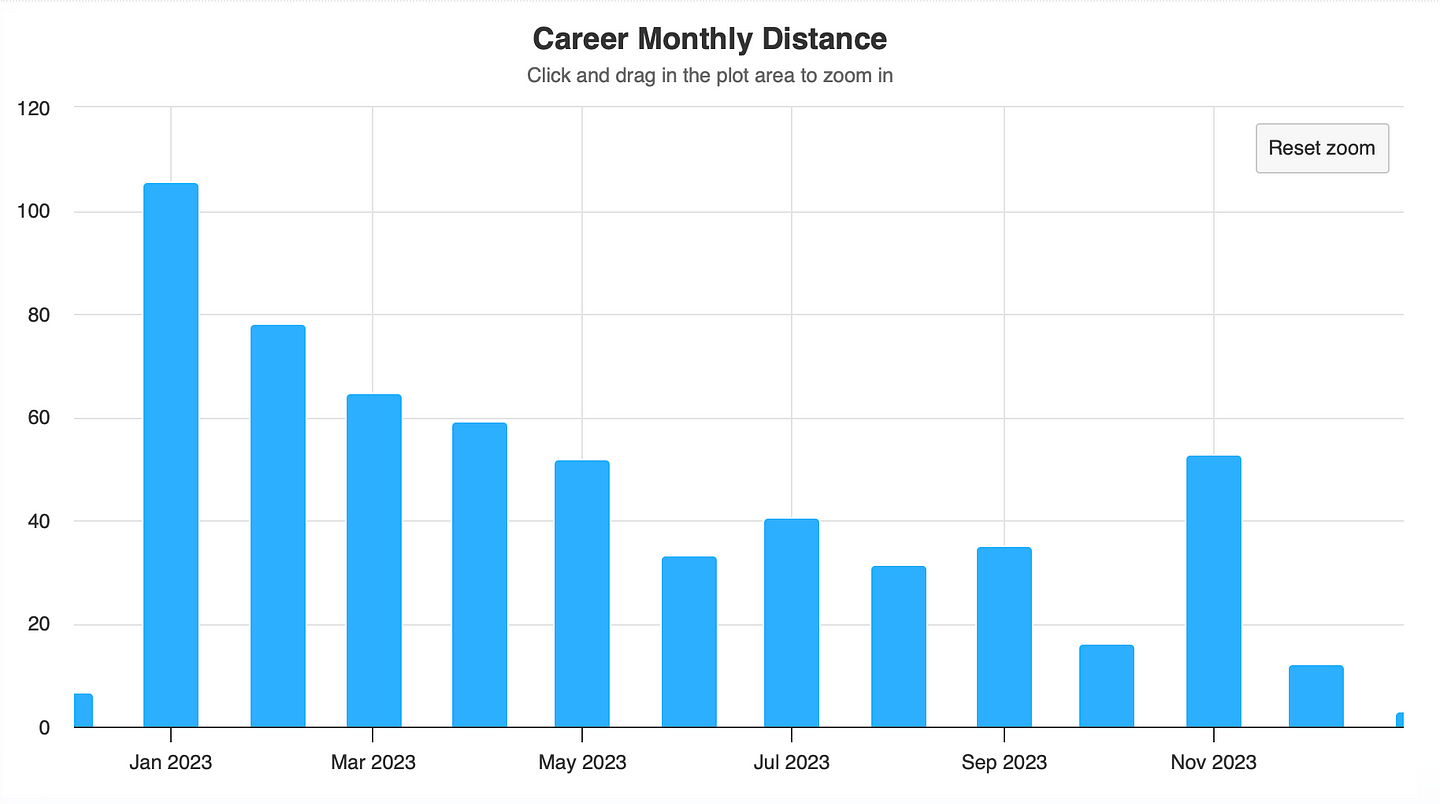 Career Monthly Distance
Click and drag in the plot area to zoom in
120
Reset zoom
100
80
60
40
20
0
Jan 2023 Mar 2023 May 2023 Jul 2023 Sep 2023 Nov 2023